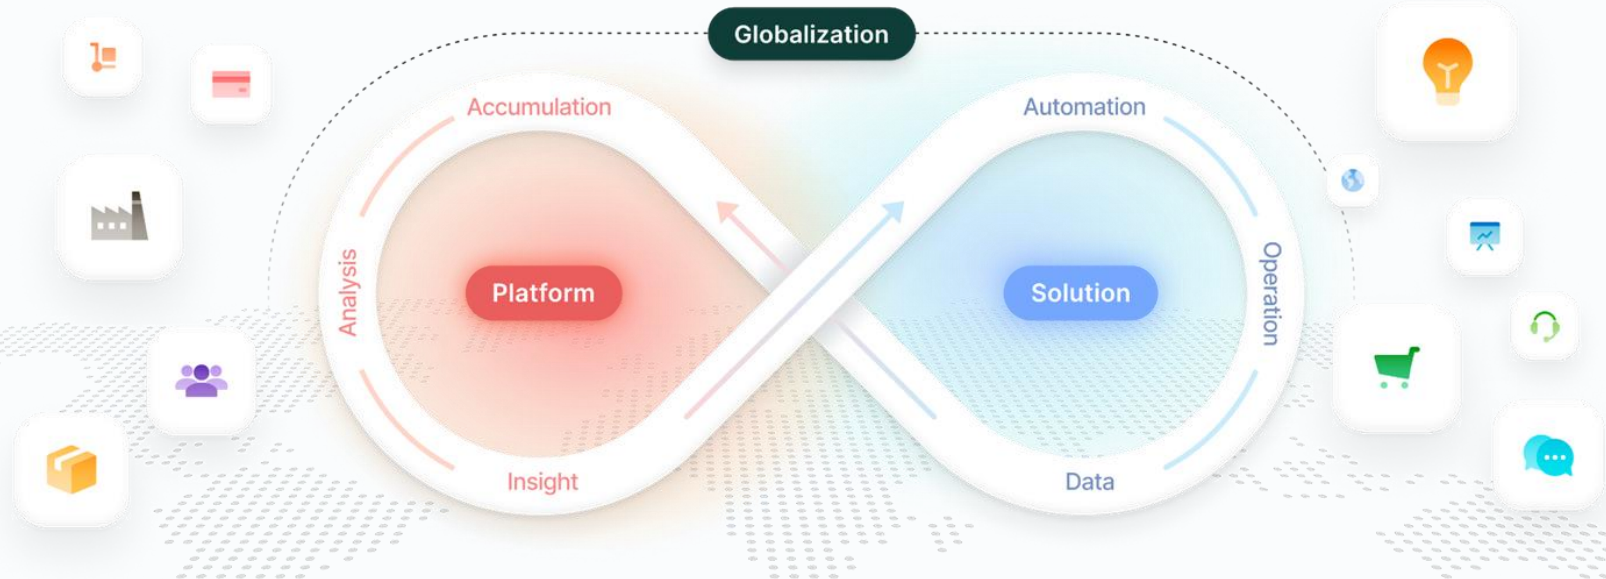 Globalization
Accumulation
Automation
Analysis
Platform
Solution
Operation
Insight
Data